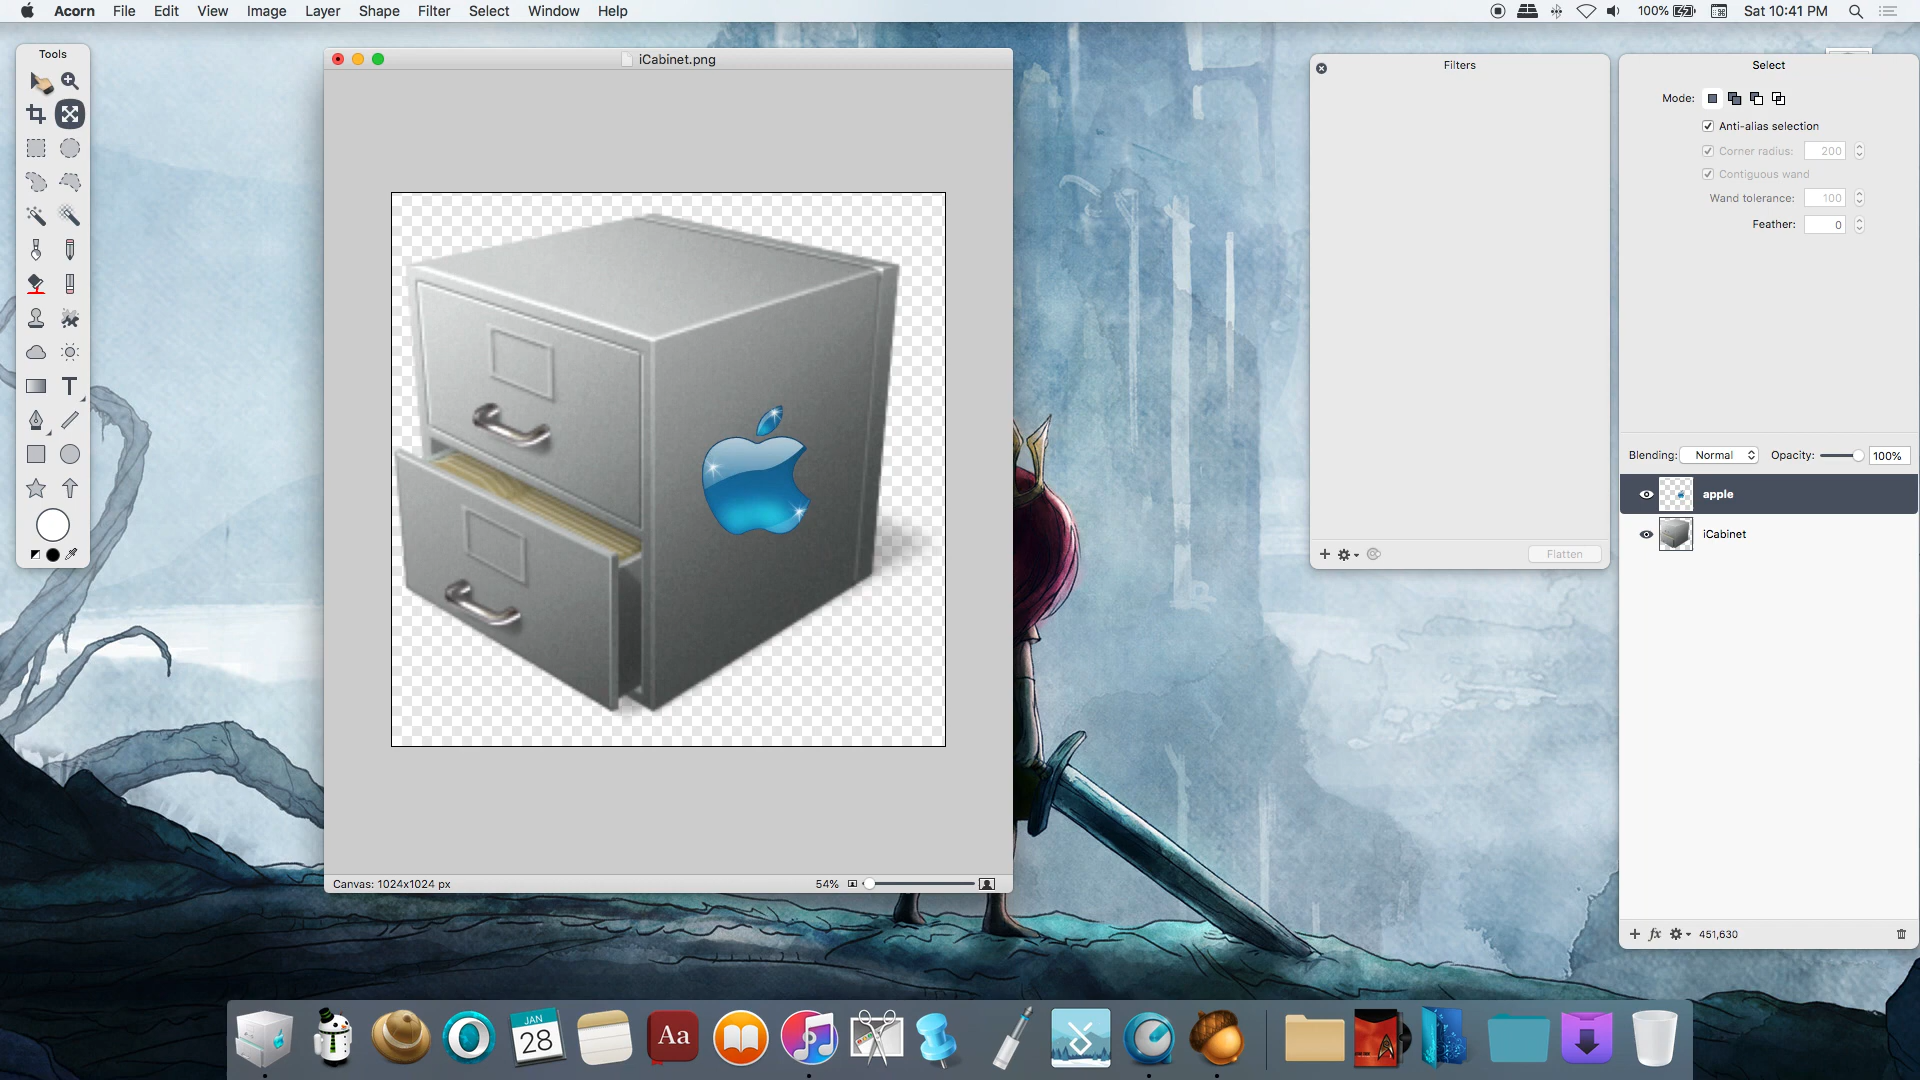 Acorn File Edit View Image Layer Shape Filter Select Window Help
100% Sat 10:41 PM
Tools
iCabinet.png
Canvas: 1024x1024 px
54%
Filters
Flatten
Select
Mode:
Anti-alias selection
Corner radius: 200
Contiguous wand
Wand tolerance: 100
Feather: 0
Blending: Normal Opacity: 100%
apple
iCabinet
fx 451,630
JAN
28
Aa